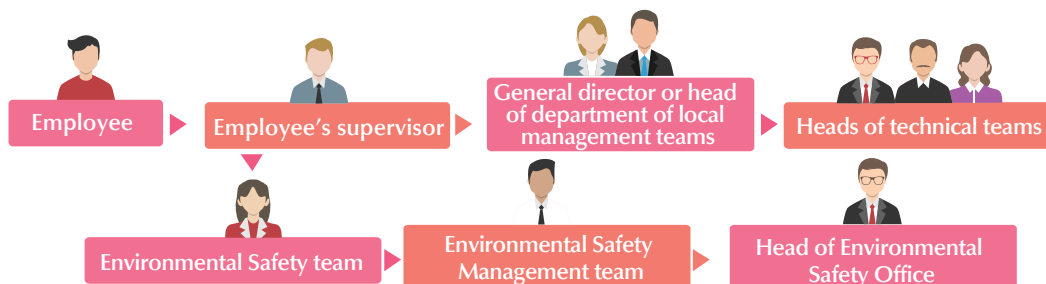 Employee
Employee's supervisor
General director or head
of department of local
management teams
Heads of technical teams
Environmental Safety team
Environmental Safety
Management team
Head of Environmental
Safety Office